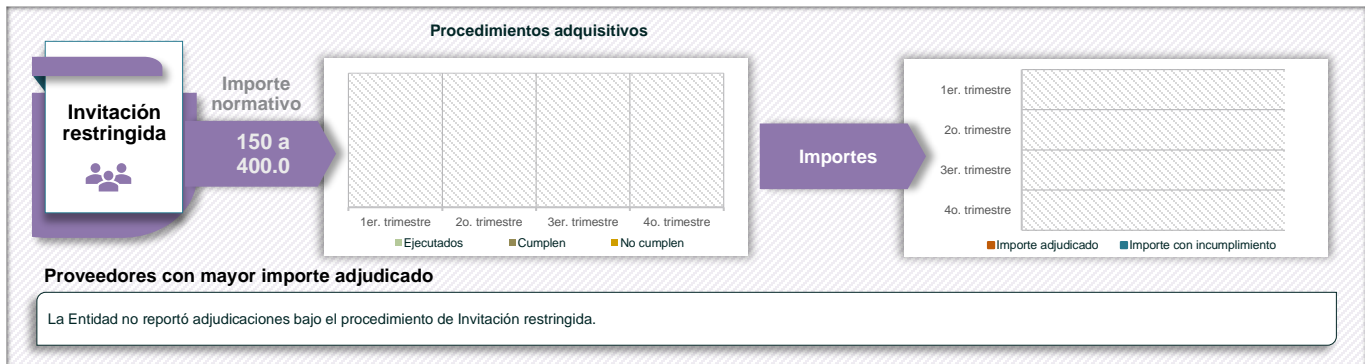 Procedimientos adquisitivos
Invitación
restringida
Importe
normativo
150 a
400.0
1er. trimestre
2o. trimestre
3er. trimestre
4o. trimestre
Ejecutados
Cumplen
No cumplen
Importes
1er. trimestre
2o. trimestre
3er. trimestre
4o. trimestre
Importe adjudicado
Importe con incumplimiento
Proveedores con mayor importe adjudicado
La Entidad no reportó adjudicaciones bajo el procedimiento de Invitación restringida.